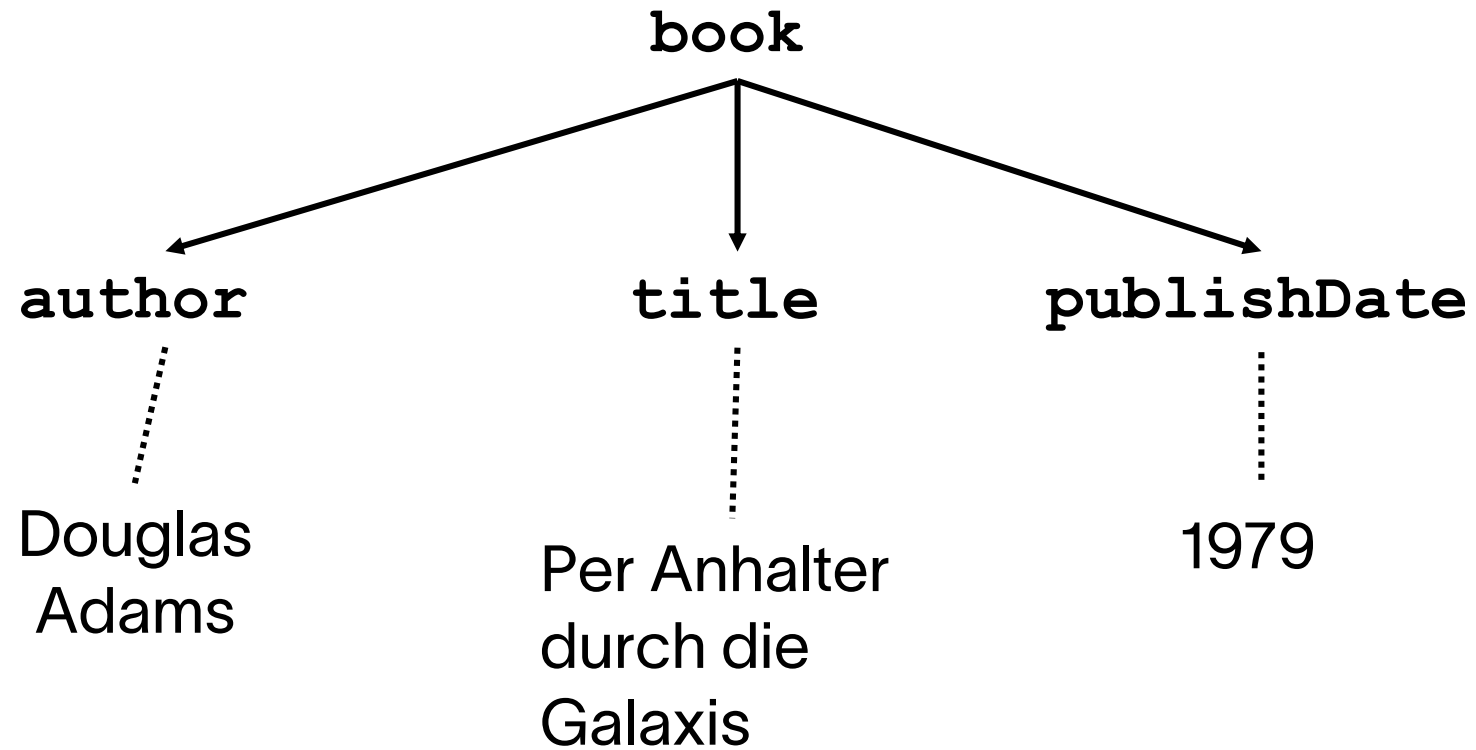 book
author
title
publishDate
Douglas
Adams
Per Anhalter
durch die
Galaxis
1979